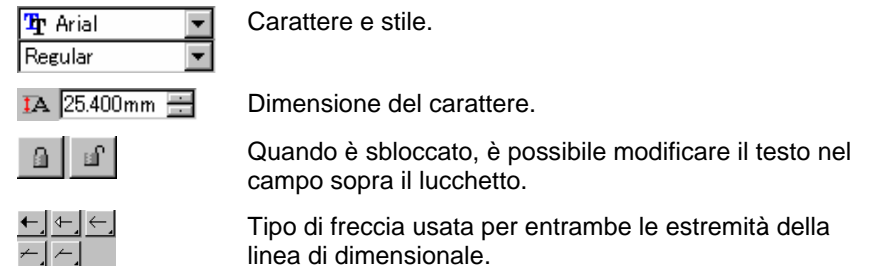 Arial
Carattere e stile.
Regular
25.400mm
Dimensione del carattere.
Quando è sbloccato, è possibile modificare il testo nel
campo sopra il lucchetto.
Tipo di freccia usata per entrambe le estremità della
linea di dimensionale.